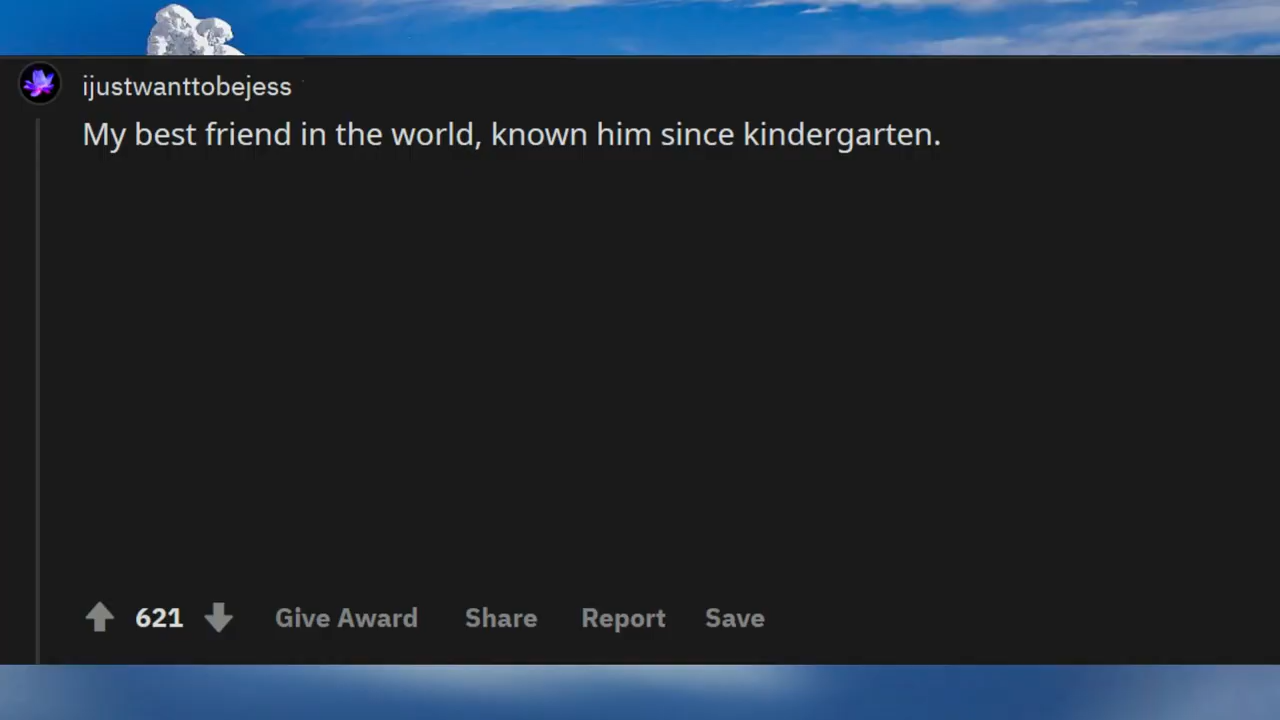 ijustwanttobejess
My best friend in the world, known him since kindergarten.
621 Give Award Share Report Save